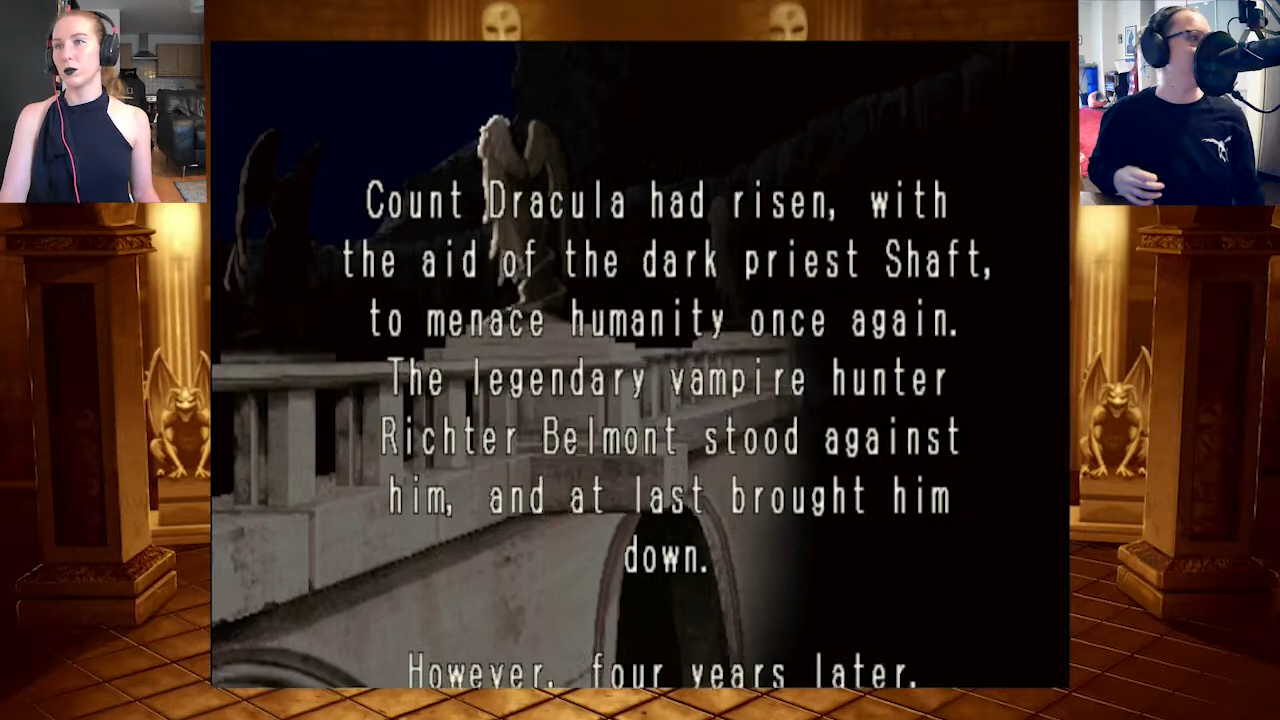 Count Dracula had risen, with
the aid of the dark priest Shaft,
to menace humanity once again.
The legendary vampire hunter
Richter Belmont stood against
him, and at last brought him
down.
However, four years later,